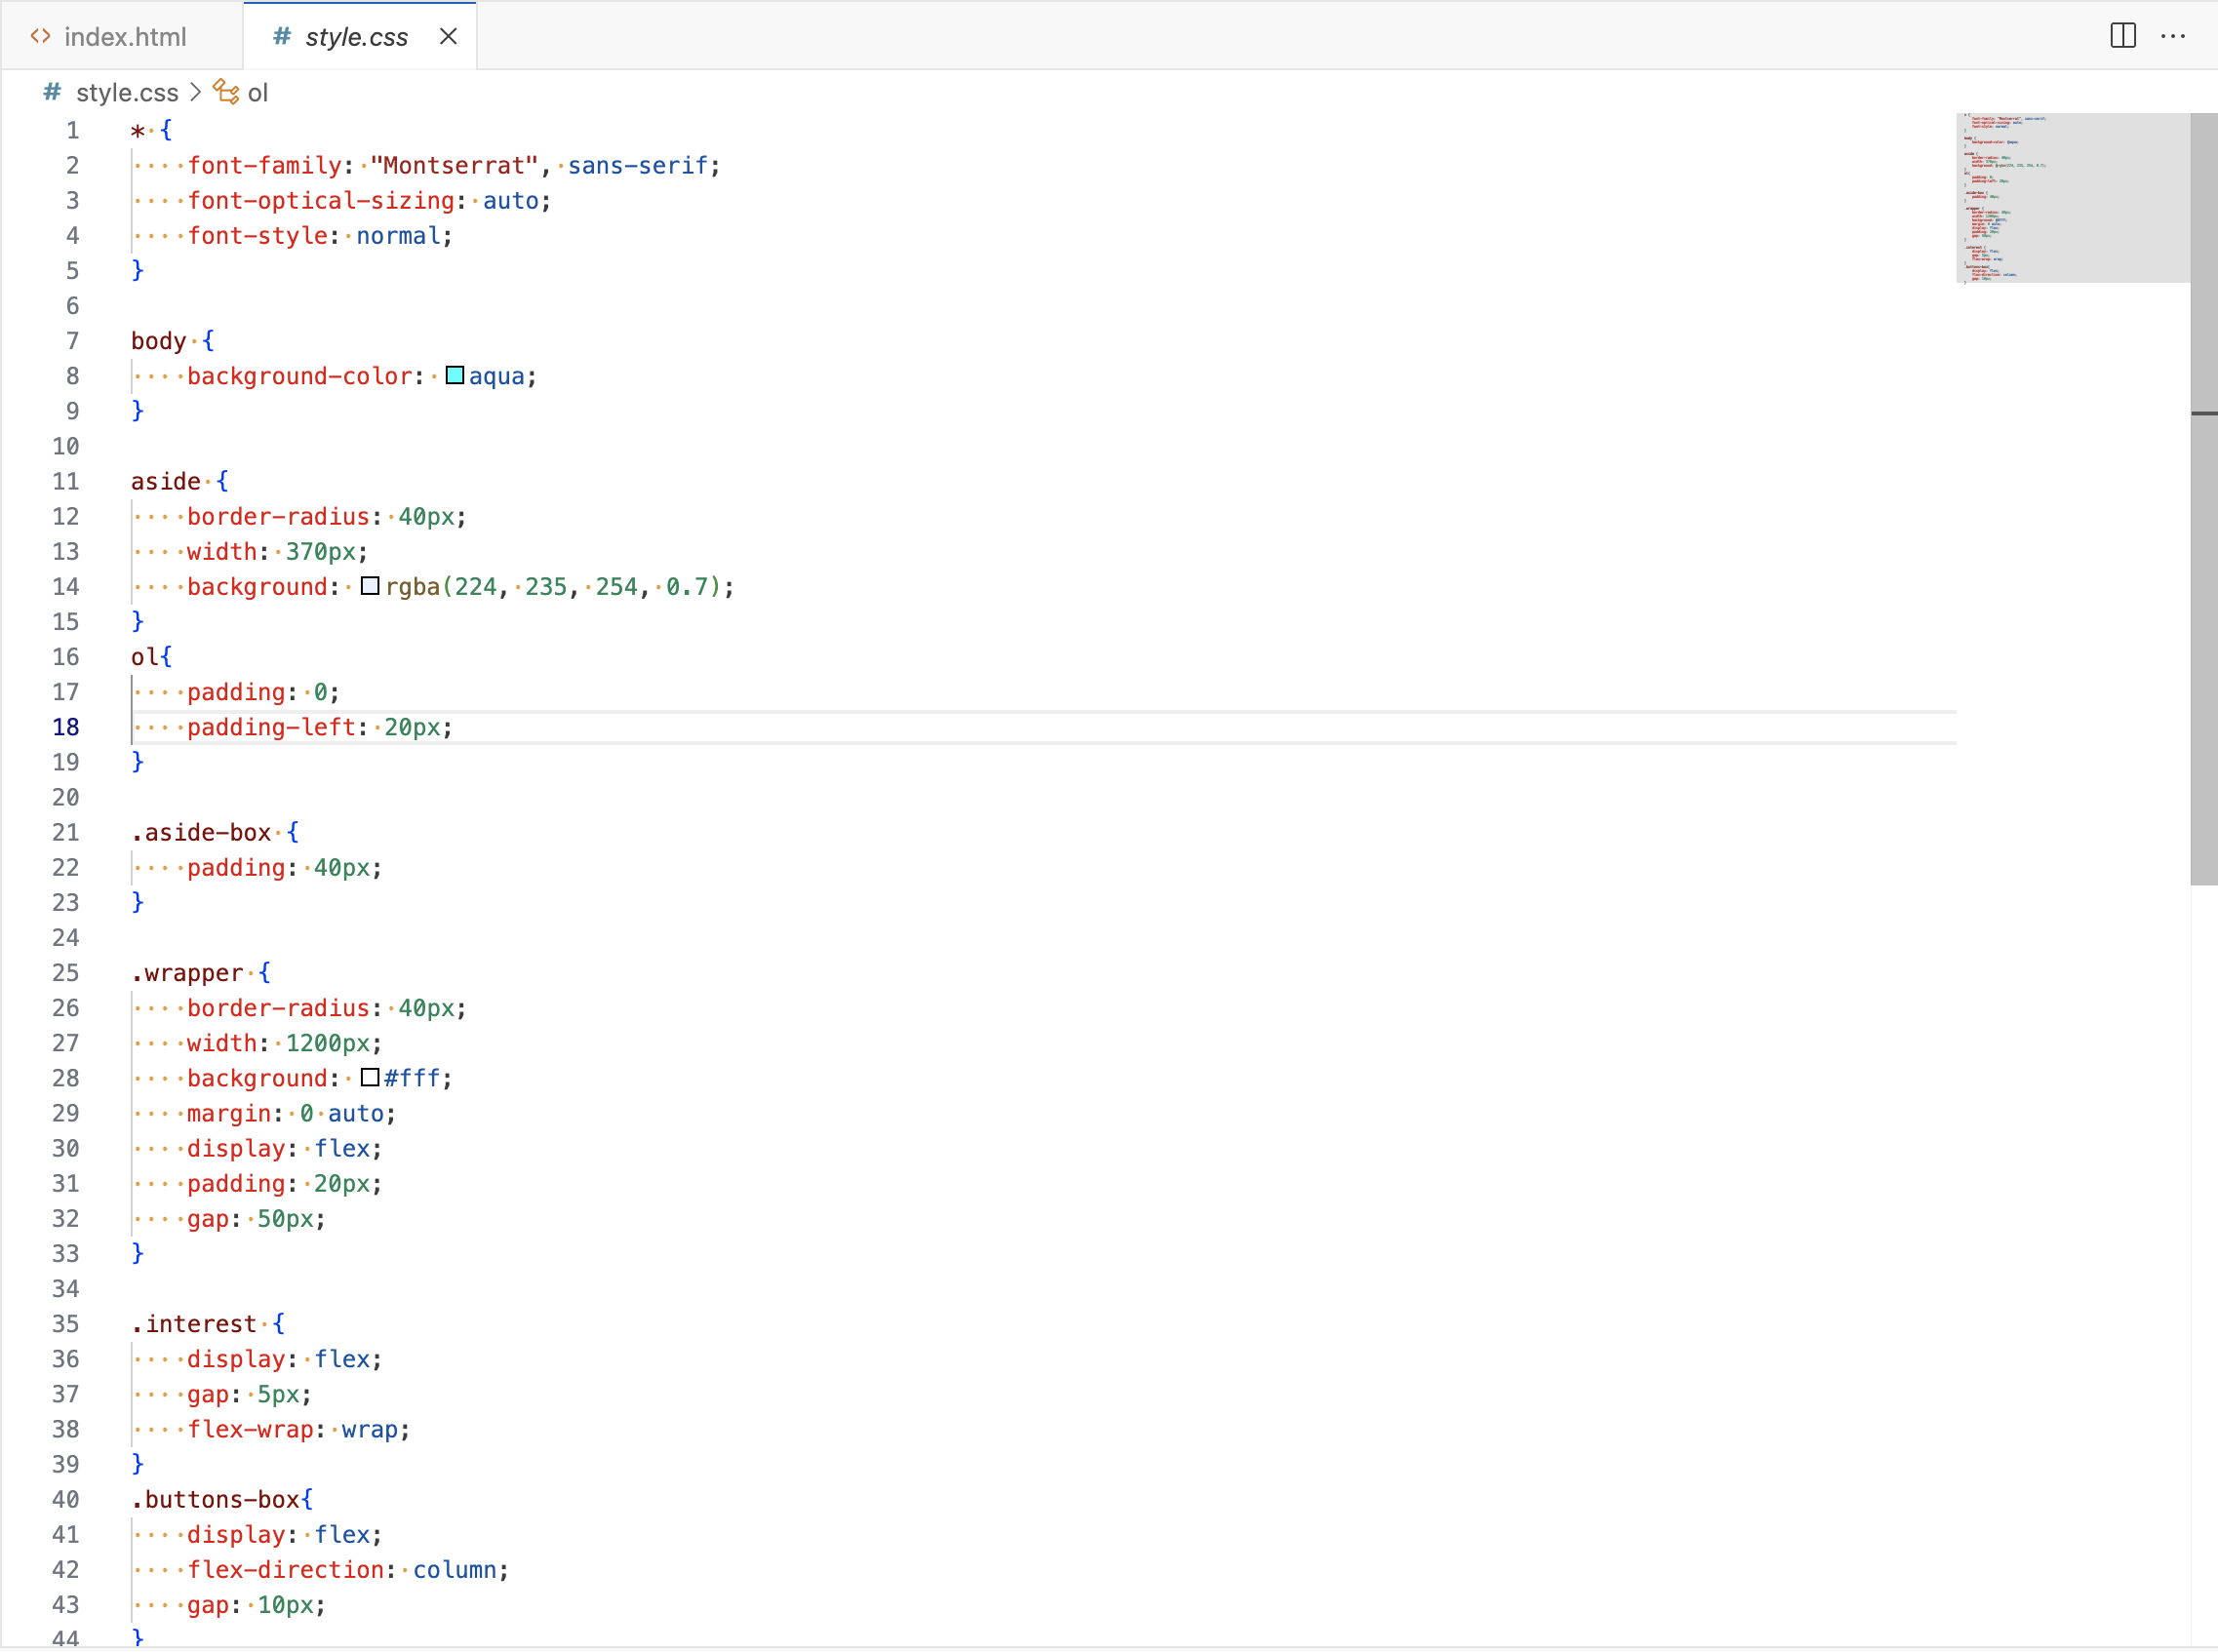 index.html
style.css
style.css > ol
1 * {
2     font-family: "Montserrat", sans-serif;
3     font-optical-sizing: auto;
4     font-style: normal;
5 }
6
7 body {
8     background-color: aqua;
9 }
10
11 aside {
12     border-radius: 40px;
13     width: 370px;
14     background: rgba(224, 235, 254, 0.7);
15 }
16 ol{
17     padding: 0;
18     padding-left: 20px;
19 }
20
21 .aside-box {
22     padding: 40px;
23 }
24
25 .wrapper {
26     border-radius: 40px;
27     width: 1200px;
28     background: #fff;
29     margin: 0 auto;
30     display: flex;
31     padding: 20px;
32     gap: 50px;
33 }
34
35 .interest {
36     display: flex;
37     gap: 5px;
38     flex-wrap: wrap;
39 }
40 .buttons-box{
41     display: flex;
42     flex-direction: column;
43     gap: 10px;
44 }